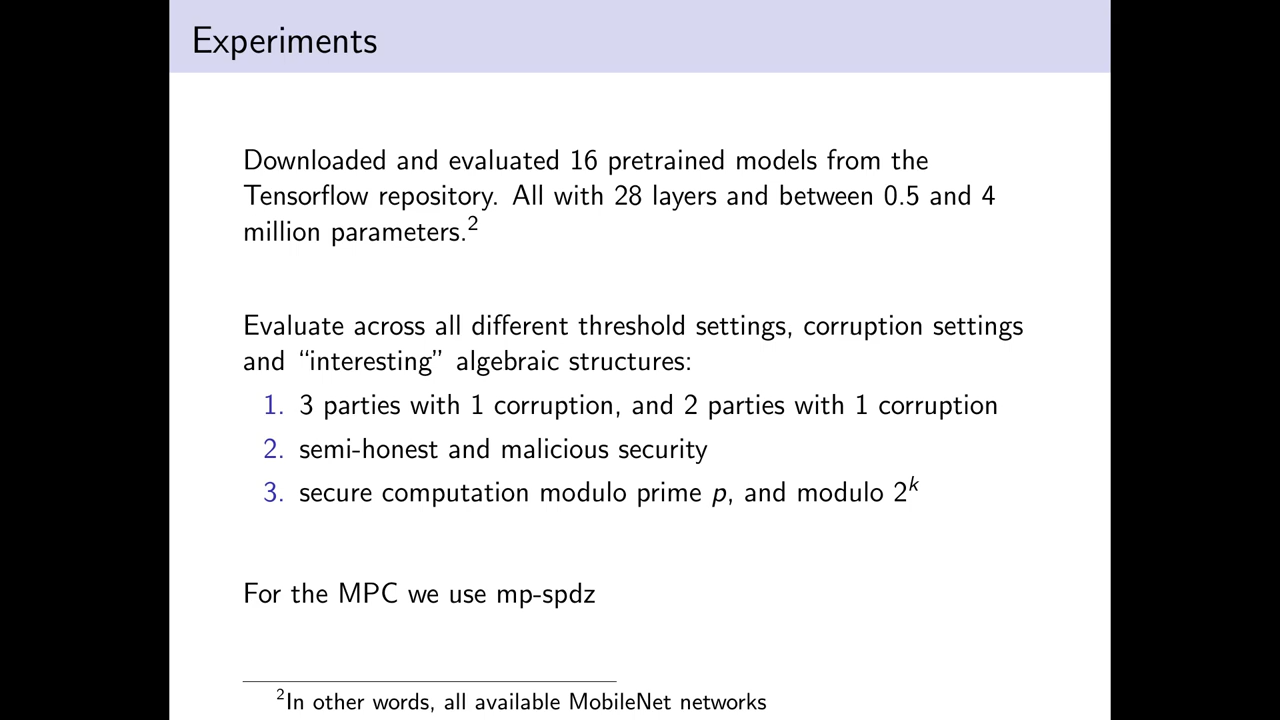 Experiments
Downloaded and evaluated 16 pretrained models from the
Tensorflow repository. All with 28 layers and between 0.5 and 4
million parameters.²
Evaluate across all different threshold settings, corruption settings
and “interesting” algebraic structures:
1. 3 parties with 1 corruption, and 2 parties with 1 corruption
2. semi-honest and malicious security
3. secure computation modulo prime p, and modulo 2ᵏ
For the MPC we use mp-spdz
²In other words, all available MobileNet networks